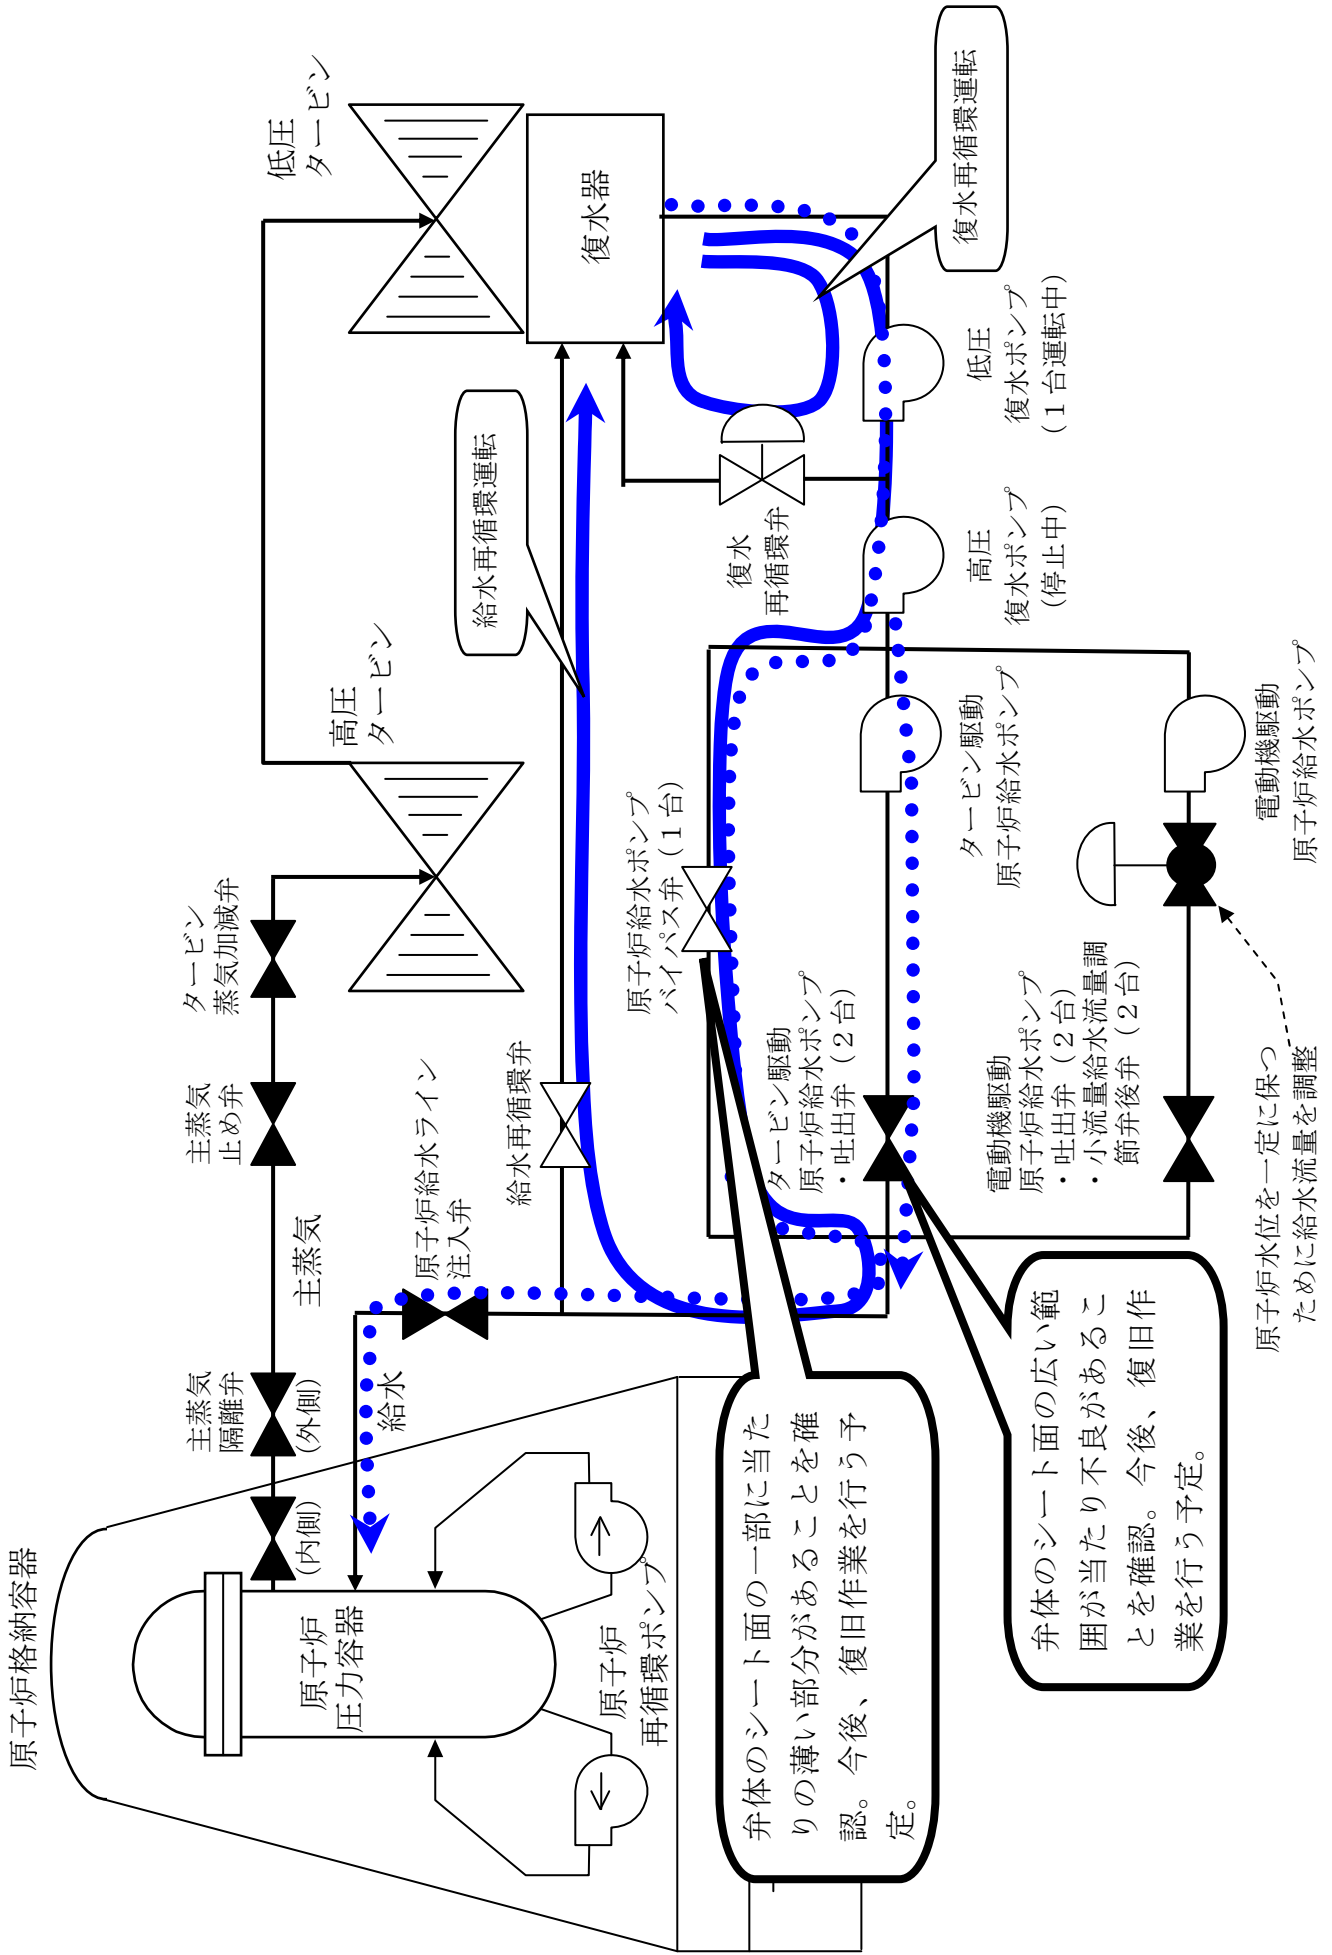 原子炉格納容器
主蒸気
隔離弁
(内側)
(外側)
主蒸気
主蒸気
止め弁
タービン
蒸気加減弁
高圧
タービン
低圧
タービン
原子炉
圧力容器
給水
原子炉給水ライン
注入弁
給水再循環弁
給水再循環運転
復水器
原子炉
再循環ポンプ
原子炉給水ポンプ
バイパス弁(1台)
復水
再循環弁
復水再循環運転
タービン駆動
原子炉給水ポンプ
・吐出弁(2台)
タービン駆動
原子炉給水ポンプ
高圧
復水ポンプ
(停止中)
低圧
復水ポンプ
(1台運転中)
電動機駆動
原子炉給水ポンプ
・吐出弁(2台)
・小流量給水流量調
節弁後弁(2台)
電動機駆動
原子炉給水ポンプ
弁体のシート面の一部に当た
りの薄い部分があることを確
認。今後、復旧作業を行う予
定。
弁体のシート面の広い範
囲が当たり不良があるこ
とを確認。今後、復旧作
業を行う予定。
原子炉水位を一定に保つ
ために給水流量を調整